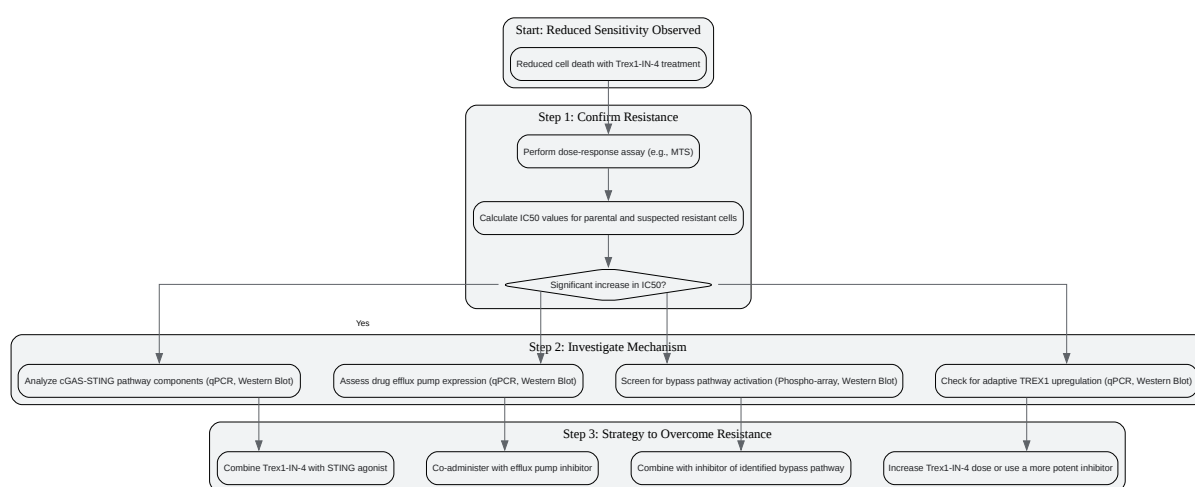 Start: Reduced Sensitivity Observed
Reduced cell death with Trex1-IN-4 treatment
Step 1: Confirm Resistance
Perform dose-response assay (e.g., MTS)
Calculate IC50 values for parental and suspected resistant cells
Significant increase in IC50?
Yes
Step 2: Investigate Mechanism
Analyze cGAS-STING pathway components (qPCR, Western Blot)
Assess drug efflux pump expression (qPCR, Western Blot)
Screen for bypass pathway activation (Phospho-array, Western Blot)
Check for adaptive TREX1 upregulation (qPCR, Western Blot)
Step 3: Strategy to Overcome Resistance
Combine Trex1-IN-4 with STING agonist
Co-administer with efflux pump inhibitor
Combine with inhibitor of identified bypass pathway
Increase Trex1-IN-4 dose or use a more potent inhibitor